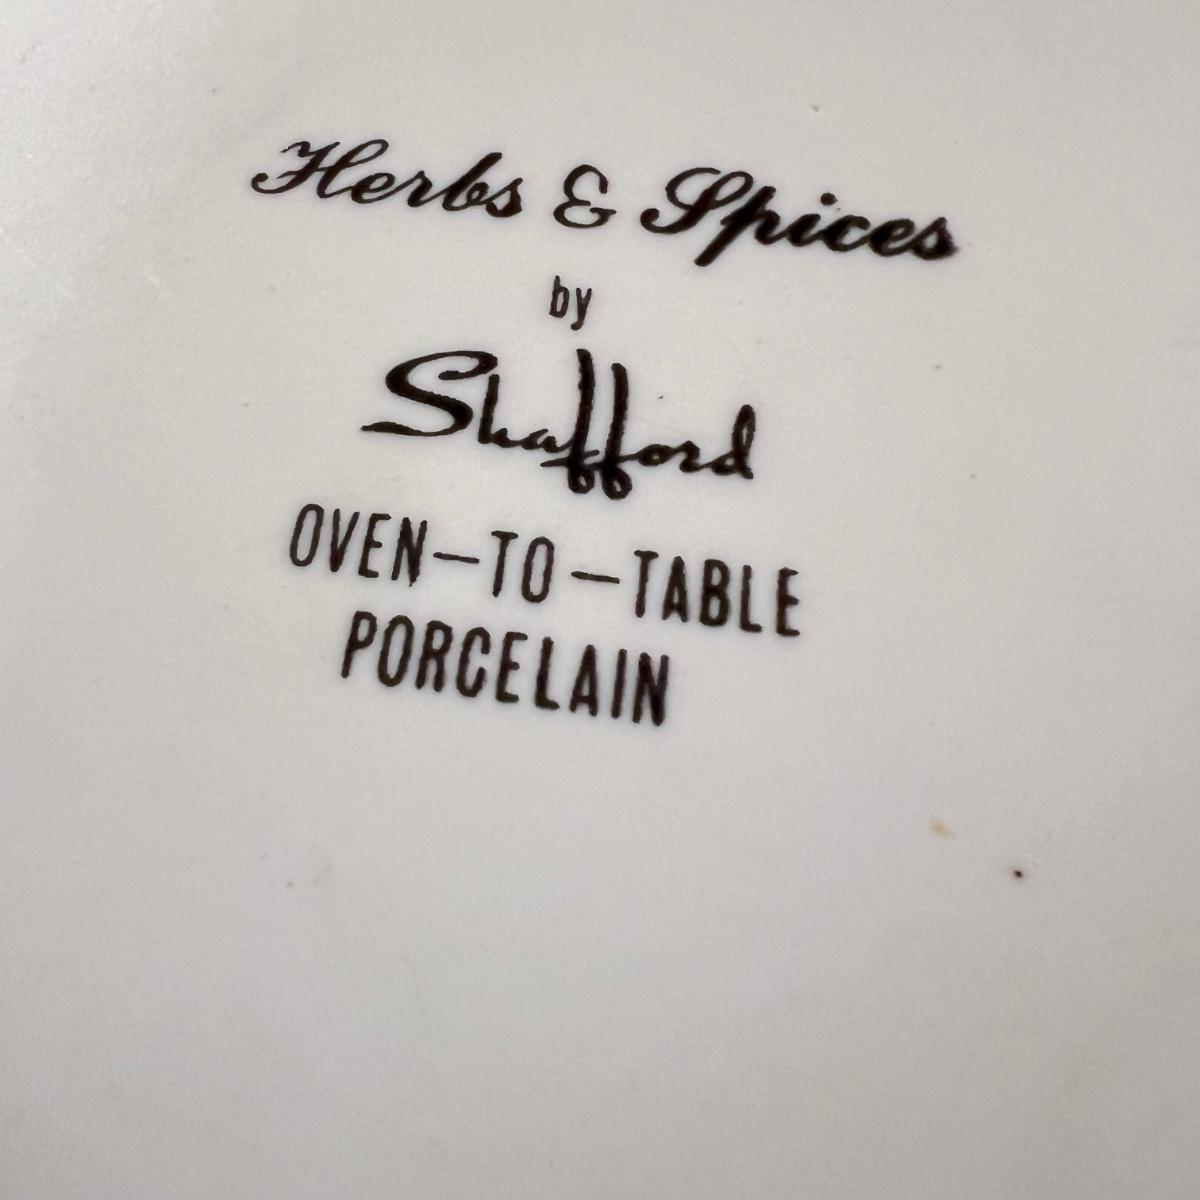 Herbs & Spices
by
Shafford
OVEN—TO—TABLE
PORCELAIN